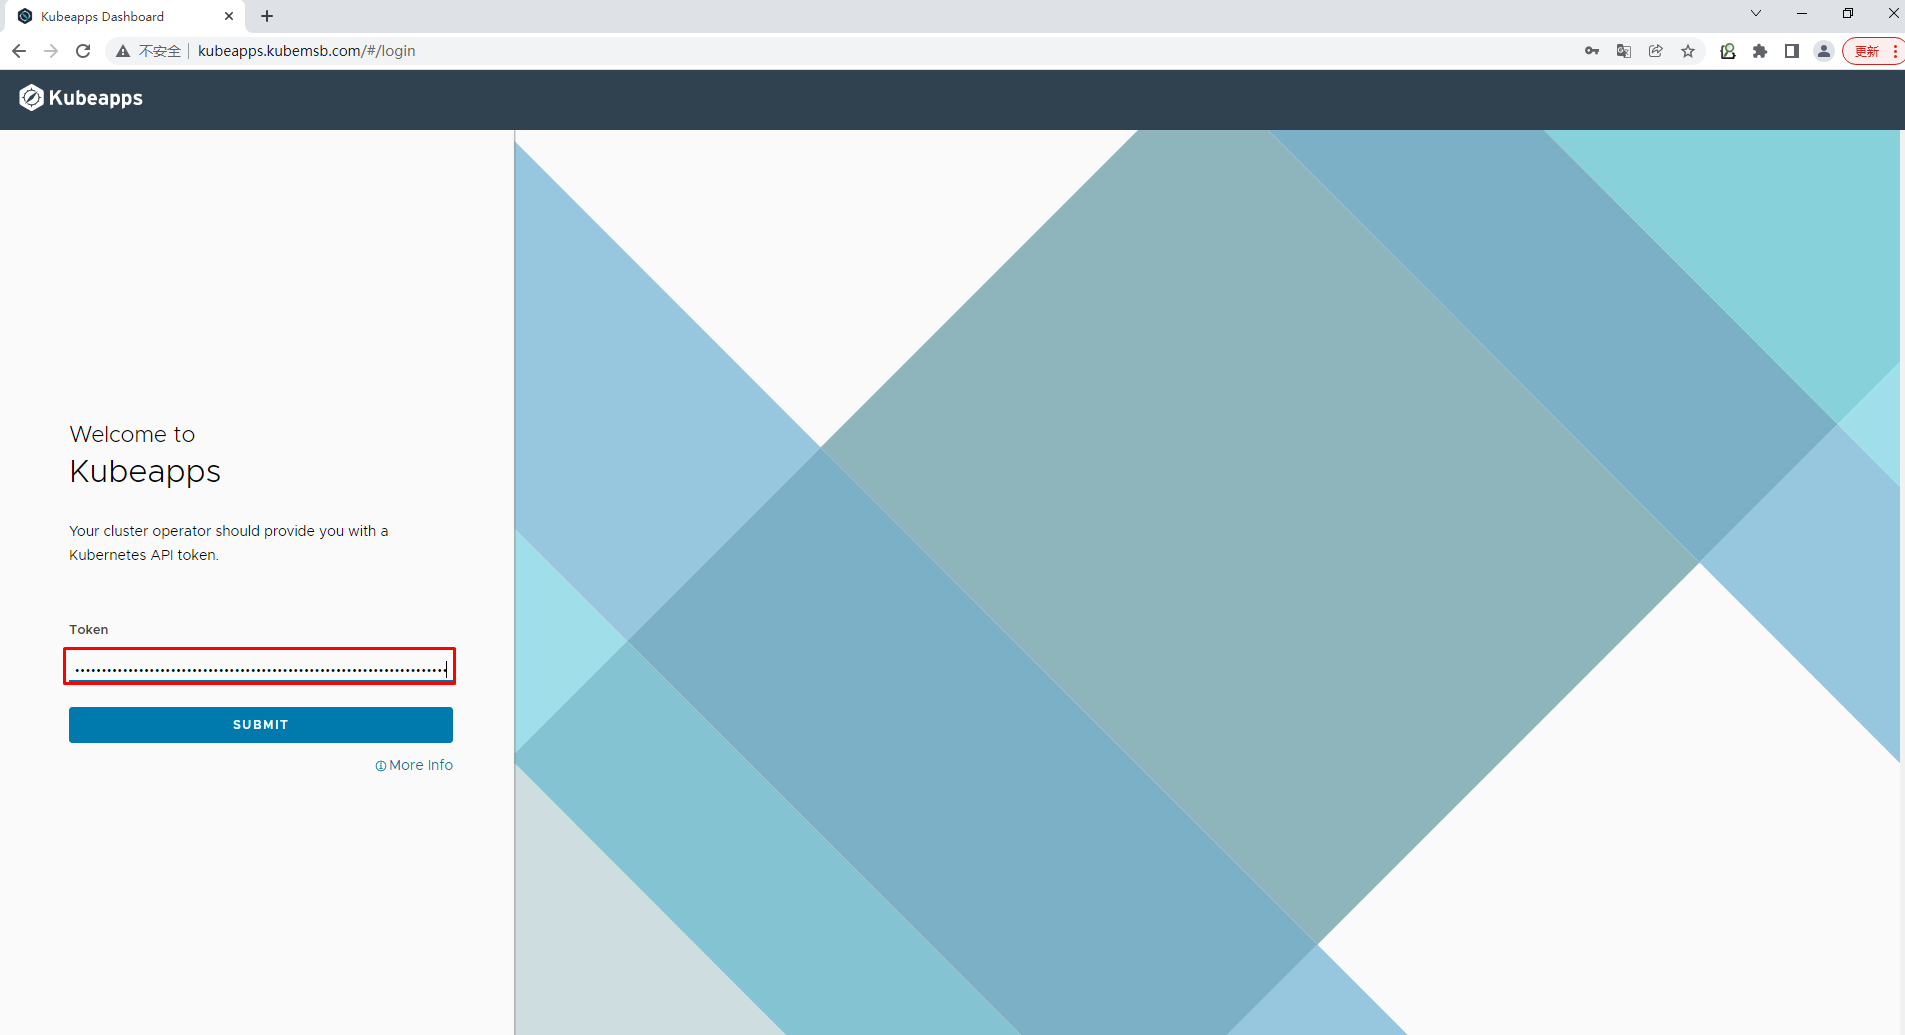 Kubeapps Dashboard
不安全 kubeapps.kubemsb.com/#/login
更新
Kubeapps
Welcome to
Kubeapps
Your cluster operator should provide you with a
Kubernetes API token.
Token
SUBMIT
More Info